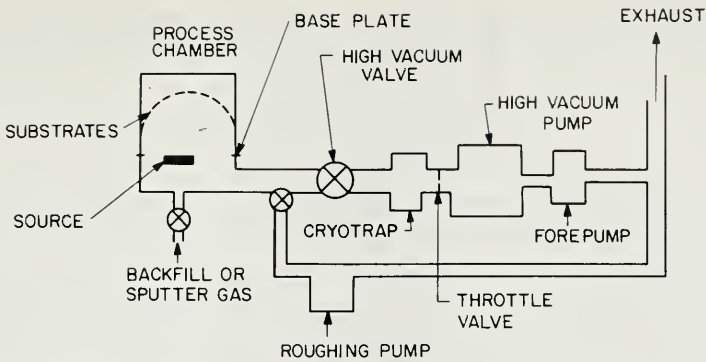 EXHAUST
BASE PLATE
PROCESS
CHAMBER
HIGH VACUUM
VALVE
HIGH VACUUM
PUMP
SUBSTRATES
SOURCE
CRYOTRAP
FOREPUMP
BACKFILL OR
SPUTTER GAS
THROTTLE
VALVE
ROUGHING PUMP